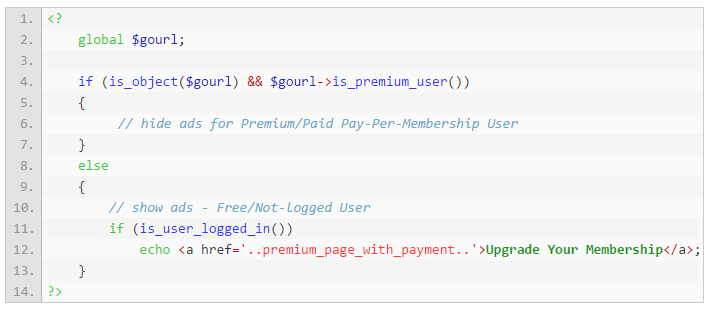 1. <?
2. global $gourl;
3.
4. if (is_object($gourl) && $gourl->is_premium_user())
5. {
6. // hide ads for Premium/Paid Pay-Per-Membership User
7. }
8. else
9. {
10. // show ads - Free/Not-logged User
11. if (is_user_logged_in())
12. echo <a href='..premium_page_with_payment..'>Upgrade Your Membership</a>;
13. }
14. ?>